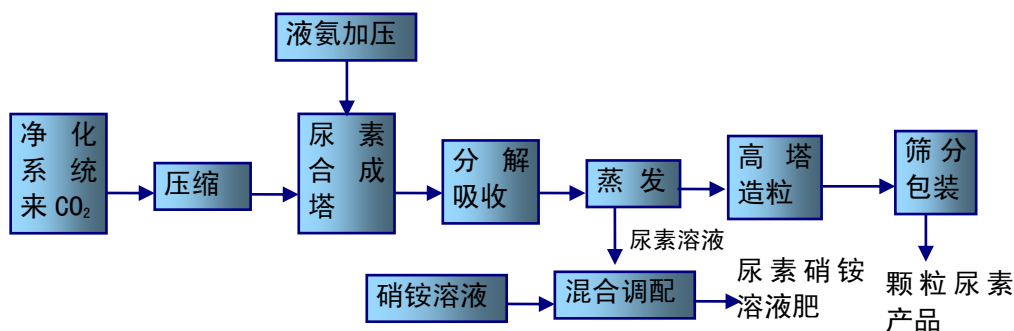 液氨加压
净化
系统
来 CO₂
压缩
尿素
合成
塔
分解
吸收
蒸发
高塔
造粒
筛分
包装
尿素溶液
硝铵溶液
混合调配
尿素硝铵
溶液肥
颗粒尿素
产品